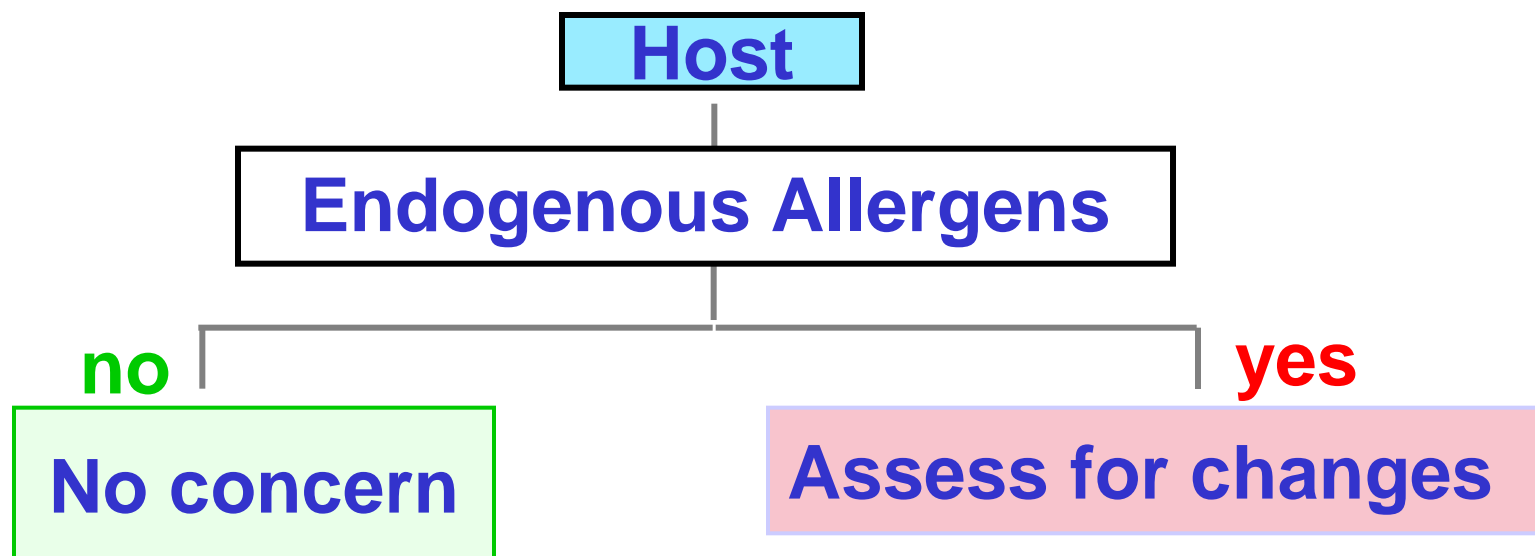 Host
Endogenous Allergens
no
yes
No concern
Assess for changes